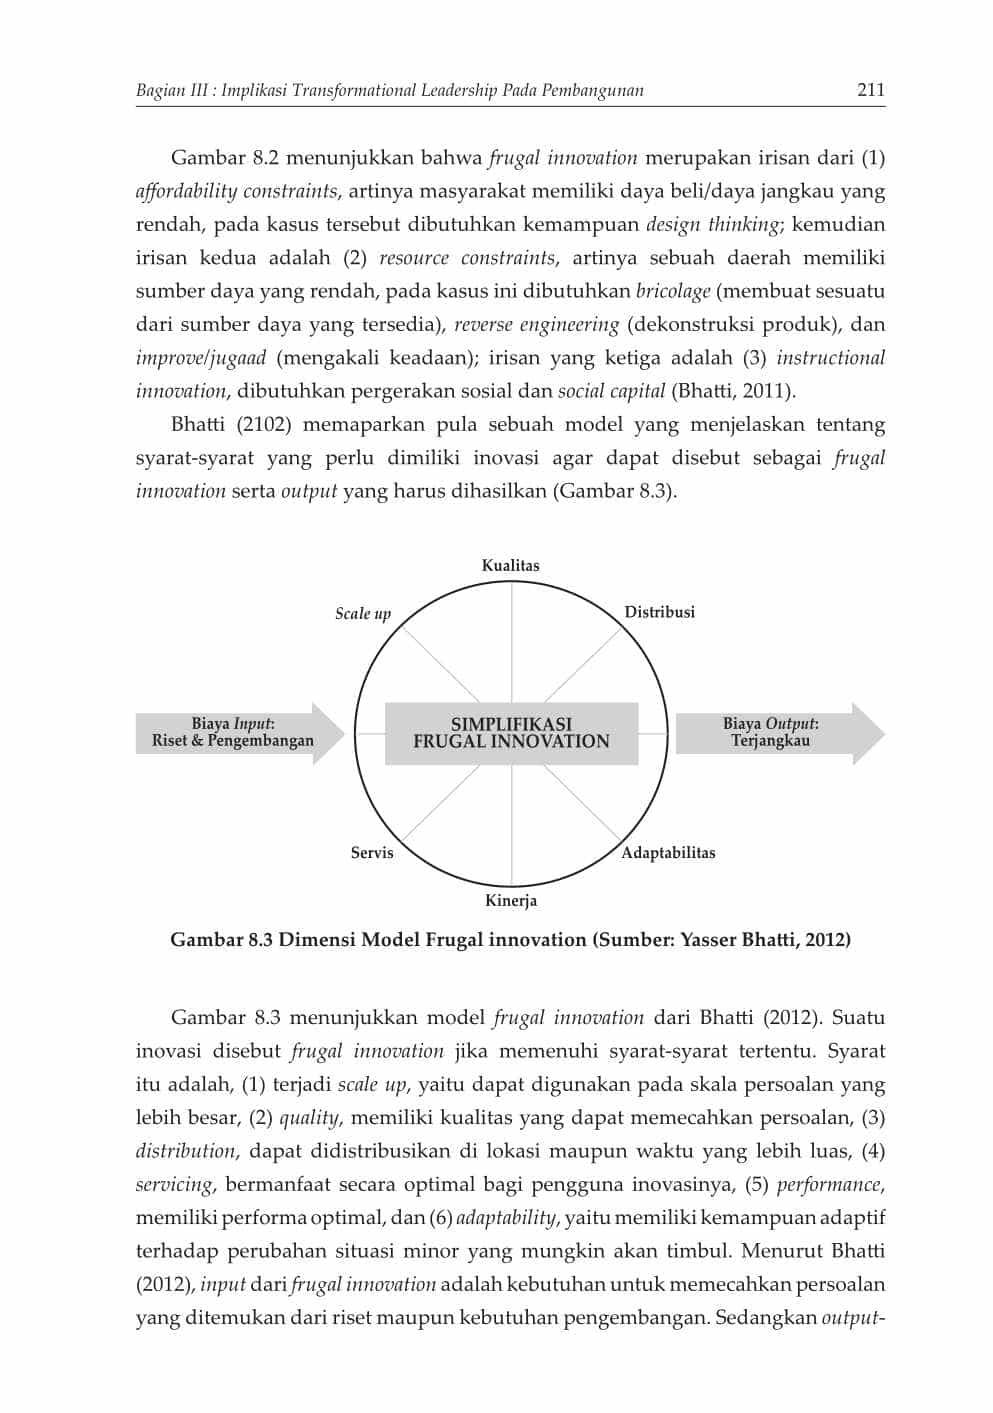 Bagian III : Implikasi Transformational Leadership Pada Pembangunan 211
Gambar 8.2 menunjukkan bahwa frugal innovation merupakan irisan dari (1)
affordability constraints, artinya masyarakat memiliki daya beli/daya jangkau yang
rendah, pada kasus tersebut dibutuhkan kemampuan design thinking; kemudian
irisan kedua adalah (2) resource constraints, artinya sebuah daerah memiliki
sumber daya yang rendah, pada kasus ini dibutuhkan bricolage (membuat sesuatu
dari sumber daya yang tersedia), reverse engineering (dekonstruksi produk), dan
improve/jugaad (mengakali keadaan); irisan yang ketiga adalah (3) instructional
innovation, dibutuhkan pergerakan sosial dan social capital (Bhatti, 2011).
Bhatti (2102) memaparkan pula sebuah model yang menjelaskan tentang
syarat-syarat yang perlu dimiliki inovasi agar dapat disebut sebagai frugal
innovation serta output yang harus dihasilkan (Gambar 8.3).
Kualitas
Scale up
Distribusi
Biaya Input:
Riset & Pengembangan
SIMPLIFIKASI
FRUGAL INNOVATION
Biaya Output:
Terjangkau
Servis
Adaptabilitas
Kinerja
Gambar 8.3 Dimensi Model Frugal innovation (Sumber: Yasser Bhatti, 2012)
Gambar 8.3 menunjukkan model frugal innovation dari Bhatti (2012). Suatu
inovasi disebut frugal innovation jika memenuhi syarat-syarat tertentu. Syarat
itu adalah, (1) terjadi scale up, yaitu dapat digunakan pada skala persoalan yang
lebih besar, (2) quality, memiliki kualitas yang dapat memecahkan persoalan, (3)
distribution, dapat didistribusikan di lokasi maupun waktu yang lebih luas, (4)
servicing, bermanfaat secara optimal bagi pengguna inovasinya, (5) performance,
memiliki performa optimal, dan (6) adaptability, yaitu memiliki kemampuan adaptif
terhadap perubahan situasi minor yang mungkin akan timbul. Menurut Bhatti
(2012), input dari frugal innovation adalah kebutuhan untuk memecahkan persoalan
yang ditemukan dari riset maupun kebutuhan pengembangan. Sedangkan output-